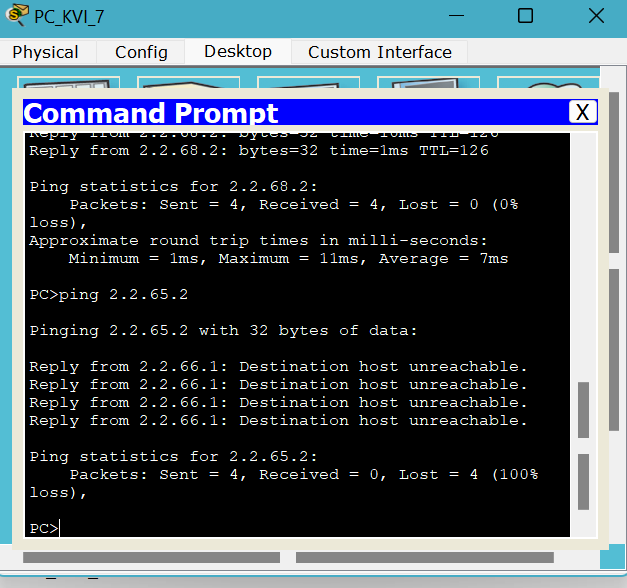 PC_KVI_7
Physical Config Desktop Custom Interface
Command Prompt X
Reply from 2.2.68.2: bytes=32 time=10ms TTL=126
Reply from 2.2.68.2: bytes=32 time=1ms TTL=126
Ping statistics for 2.2.68.2:
Packets: Sent = 4, Received = 4, Lost = 0 (0%
loss),
Approximate round trip times in milli-seconds:
Minimum = 1ms, Maximum = 11ms, Average = 7ms
PC>ping 2.2.65.2
Pinging 2.2.65.2 with 32 bytes of data:
Reply from 2.2.66.1: Destination host unreachable.
Reply from 2.2.66.1: Destination host unreachable.
Reply from 2.2.66.1: Destination host unreachable.
Reply from 2.2.66.1: Destination host unreachable.
Ping statistics for 2.2.65.2:
Packets: Sent = 4, Received = 0, Lost = 4 (100%
loss),
PC>